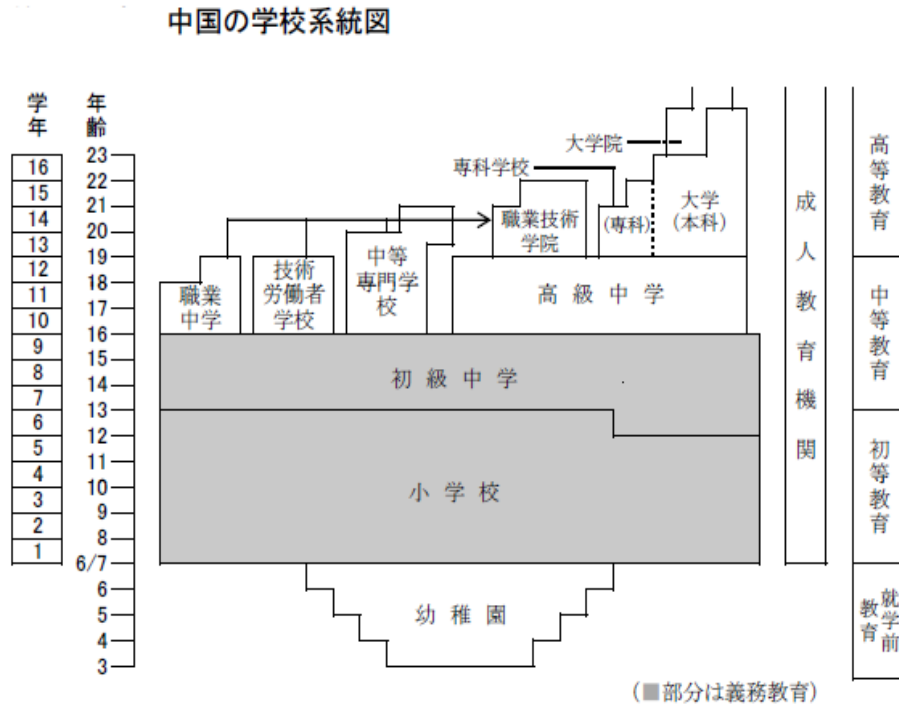 中国の学校系統図
学年
年齢
16
15
14
13
12
11
10
9
8
7
6
5
4
3
2
1
23
22
21
20
19
18
17
16
15
14
13
12
11
10
9
8
6/7
6
5
4
3
大学院
専科学校
職業技術
学院
(専科)
大学
(本科)
職業
中学
技術
労働者
学校
中等
専門学
校
高級中学
初級中学
小学校
幼稚園
成人教育機関
高等教育
中等教育
初等教育
就学前
教育
(■部分は義務教育)